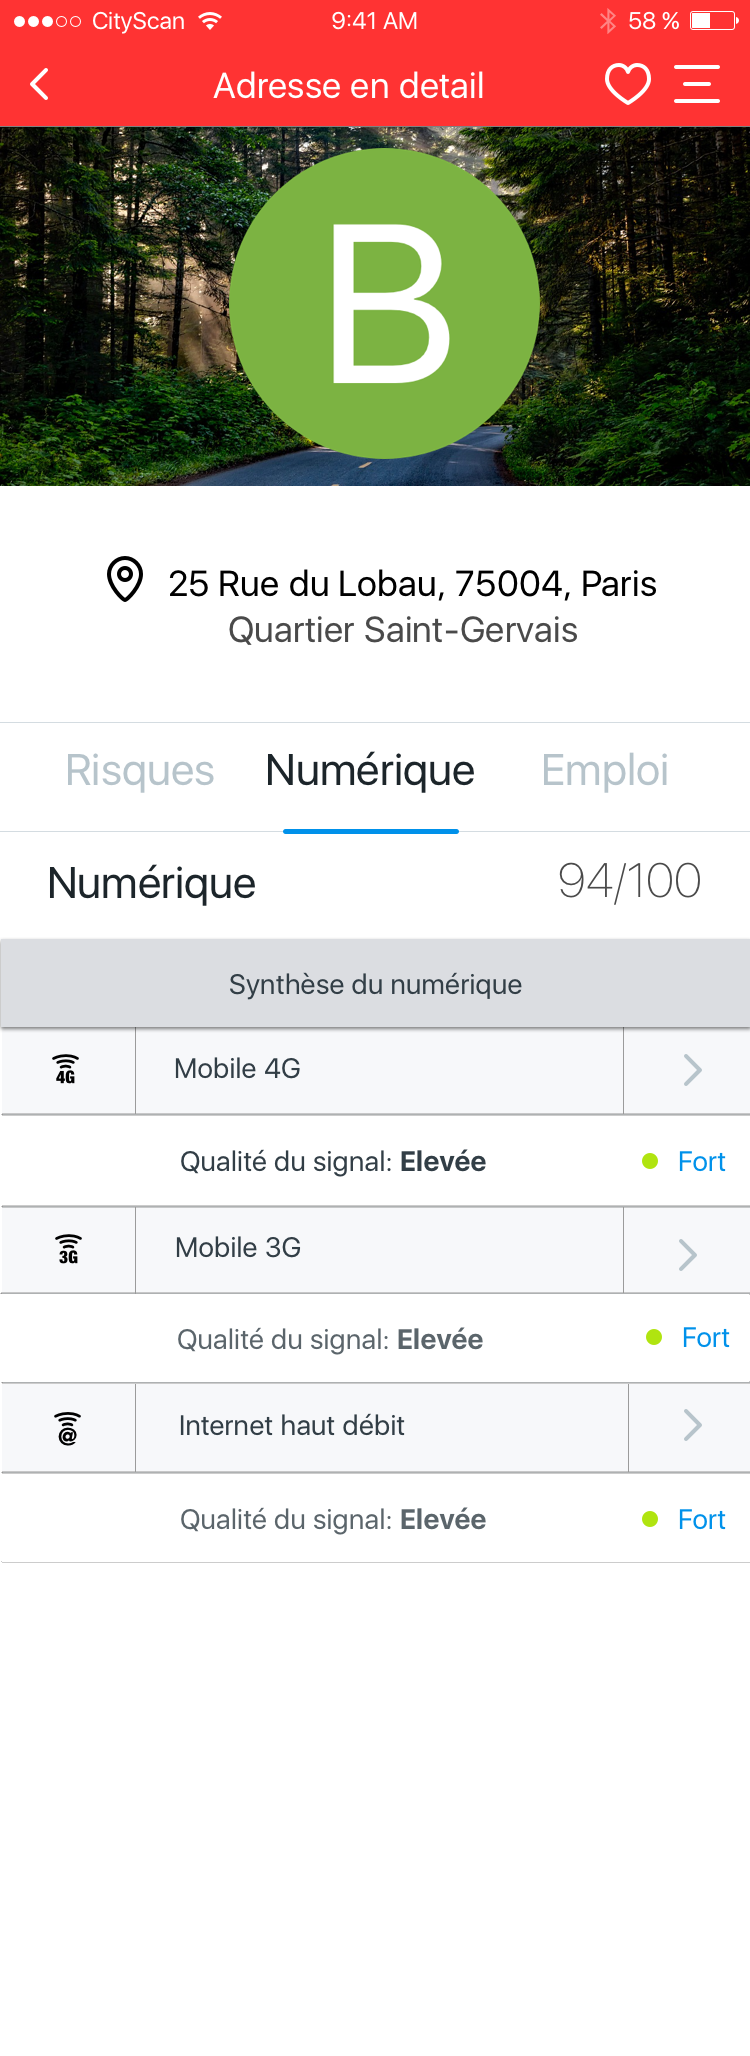 CityScan 9:41 AM 58 %
Adresse en detail
B
25 Rue du Lobau, 75004, Paris
Quartier Saint-Gervais
Risques Numérique Emploi
Numérique 94/100
Synthèse du numérique
4G Mobile 4G
Qualité du signal: Elevée Fort
3G Mobile 3G
Qualité du signal: Elevée Fort
@ Internet haut débit
Qualité du signal: Elevée Fort